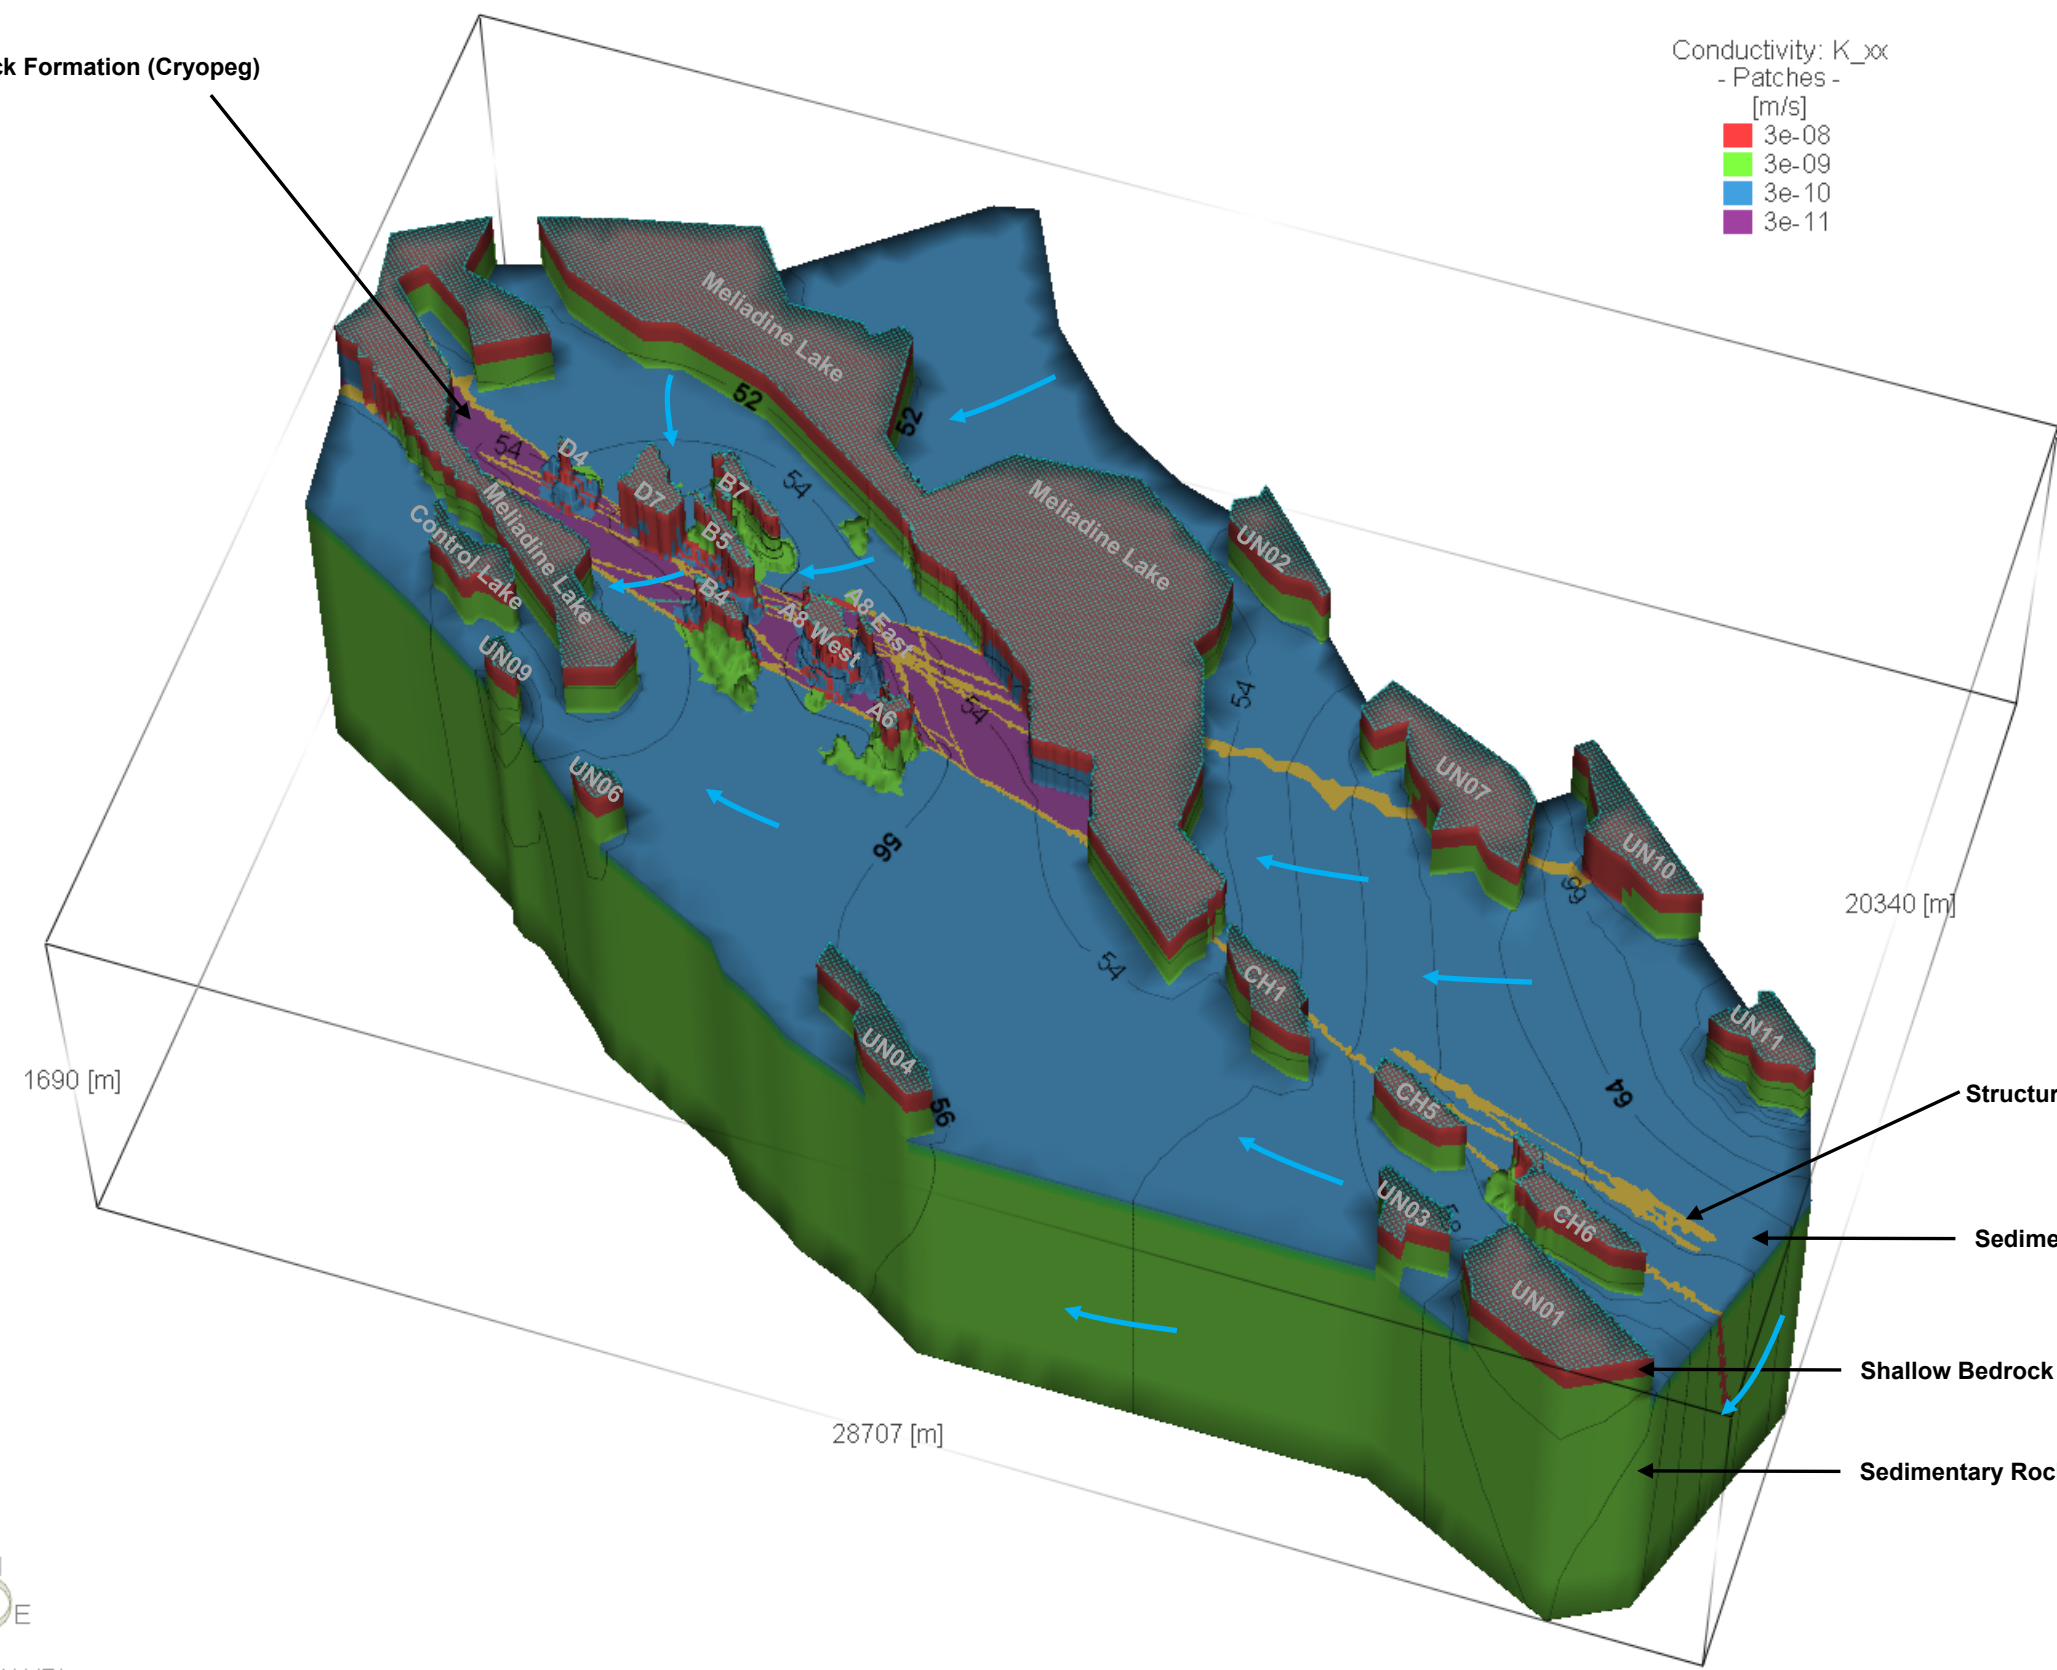 ck Formation (Cryopeg)
Conductivity: K_xx
- Patches -
[m/s]
3e-08
3e-09
3e-10
3e-11
Meliadine Lake
52
52
54
D4
D7
B7
54
B5
Control Lake
Meliadine Lake
B4
A8 West
A8 East
54
A6
Meliadine Lake
UN02
UN09
UN06
54
UN07
UN10
66
20340 [m]
56
54
CH1
UN11
1690 [m]
UN04
56
CH5
64
Structur
UN03
58
CH6
Sedime
UN01
Shallow Bedrock
28707 [m]
Sedimentary Roc
E